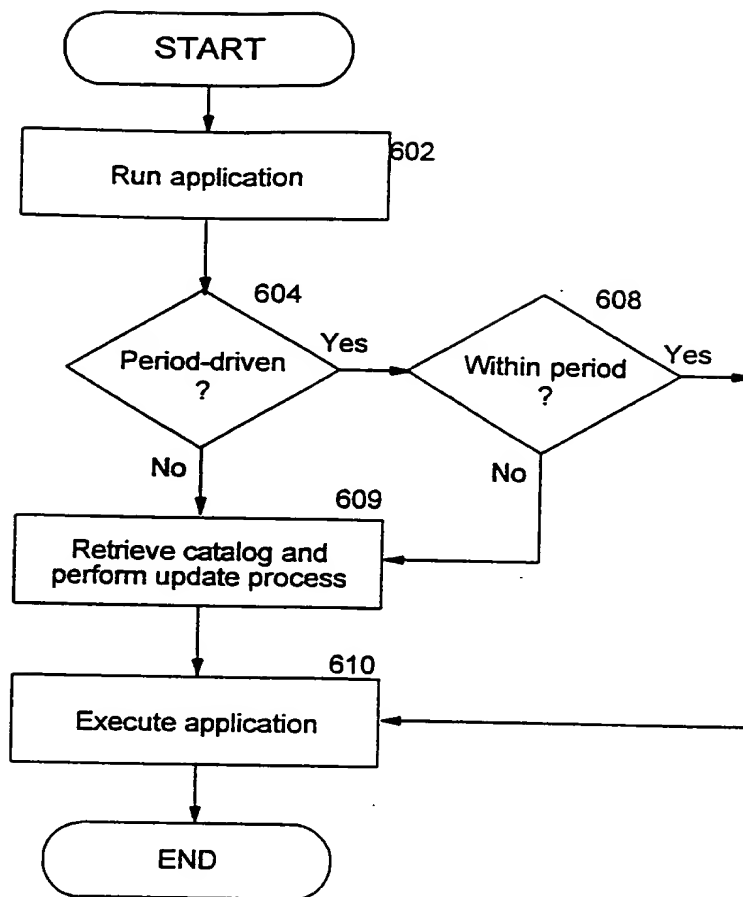 START
602
Run application
604
608
Period-driven
?
Yes
Within period
?
Yes
No
No
609
Retrieve catalog and
perform update process
610
Execute application
END